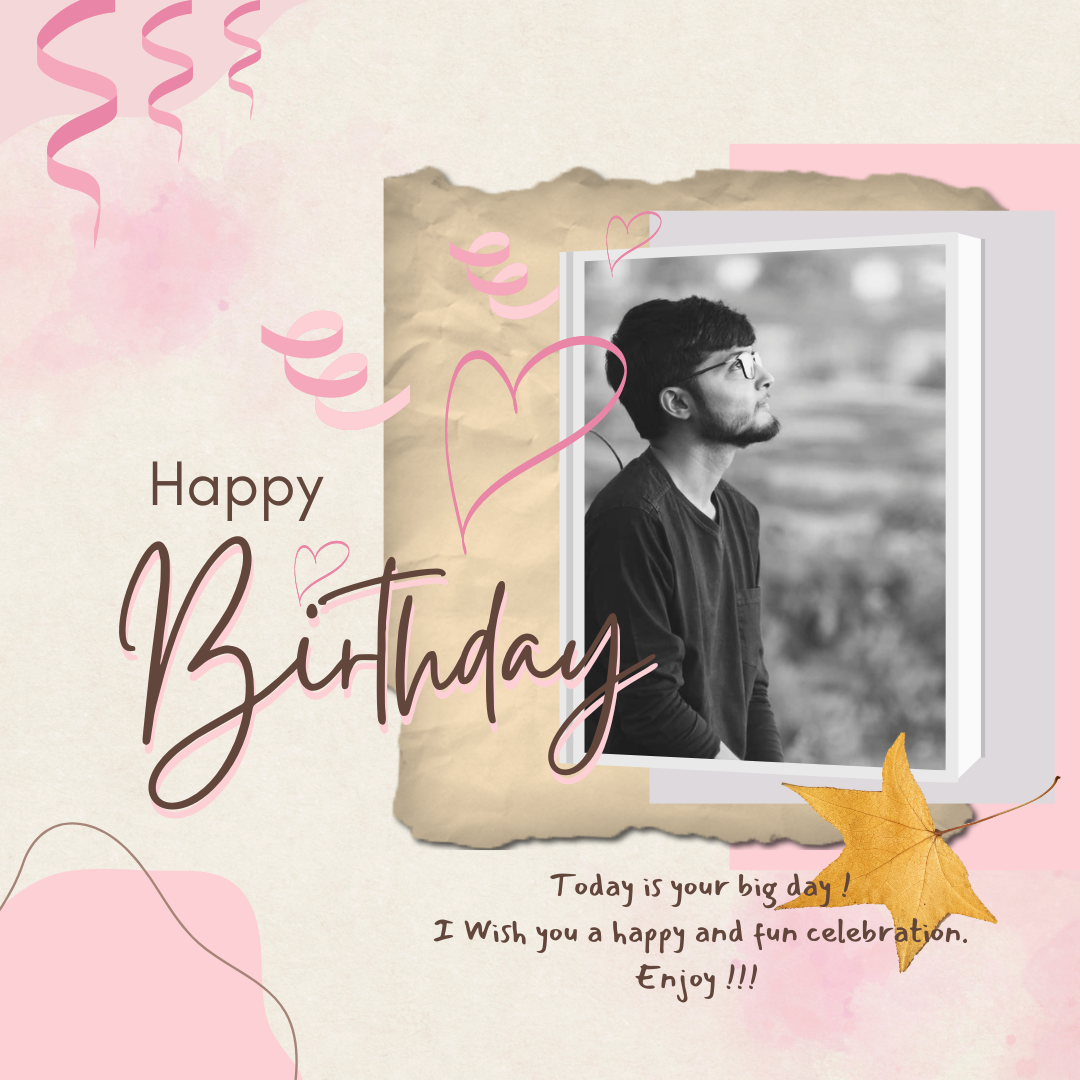 Happy
Birthday
Today is your big day !
I Wish you a happy and fun celebration.
Enjoy !!!